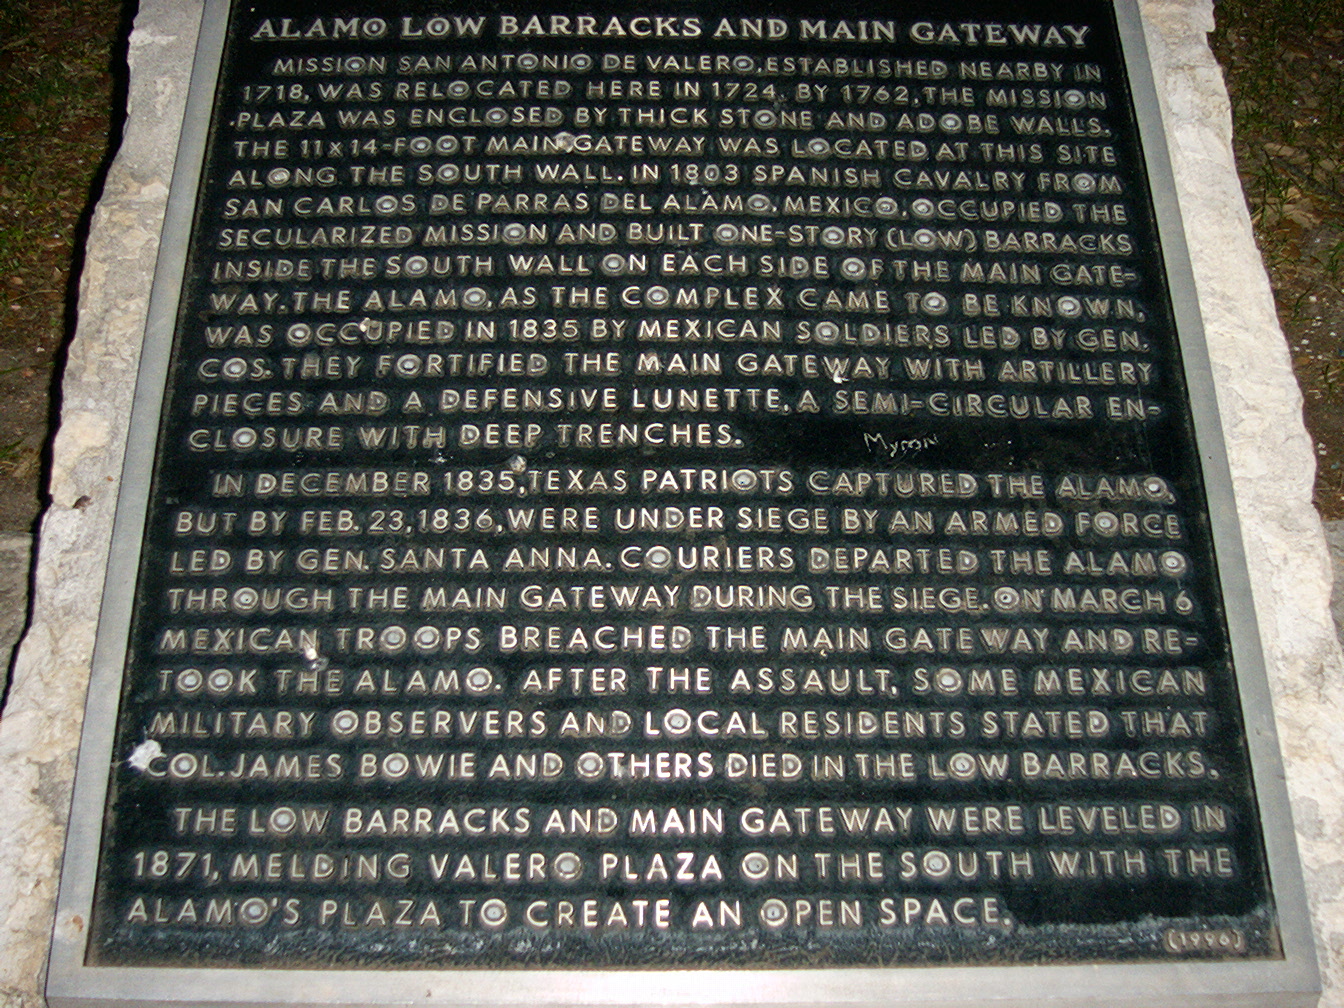 ALAMO LOW BARRACKS AND MAIN GATEWAY
MISSION SAN ANTONIO DE VALERO, ESTABLISHED NEARBY IN
1718, WAS RELOCATED HERE IN 1724. BY 1762, THE MISSION
PLAZA WAS ENCLOSED BY THICK STONE AND ADOBE WALLS.
THE 11 x 14-FOOT MAIN GATEWAY WAS LOCATED AT THIS SITE
ALONG THE SOUTH WALL. IN 1803 SPANISH CAVALRY FROM
SAN CARLOS DE PARRAS DEL ALAMO, MEXICO, OCCUPIED THE
SECULARIZED MISSION AND BUILT ONE-STORY (LOW) BARRACKS
INSIDE THE SOUTH WALL ON EACH SIDE OF THE MAIN GATE-
WAY. THE ALAMO, AS THE COMPLEX CAME TO BE KNOWN,
WAS OCCUPIED IN 1835 BY MEXICAN SOLDIERS LED BY GEN.
COS. THEY FORTIFIED THE MAIN GATEWAY WITH ARTILLERY
PIECES AND A DEFENSIVE LUNETTE, A SEMI-CIRCULAR EN-
CLOSURE WITH DEEP TRENCHES.
Myron
IN DECEMBER 1835, TEXAS PATRIOTS CAPTURED THE ALAMO,
BUT BY FEB. 23, 1836, WERE UNDER SIEGE BY AN ARMED FORCE
LED BY GEN. SANTA ANNA. COURIERS DEPARTED THE ALAMO
THROUGH THE MAIN GATEWAY DURING THE SIEGE. ON MARCH 6
MEXICAN TROOPS BREACHED THE MAIN GATEWAY AND RE-
TOOK THE ALAMO. AFTER THE ASSAULT, SOME MEXICAN
MILITARY OBSERVERS AND LOCAL RESIDENTS STATED THAT
COL. JAMES BOWIE AND OTHERS DIED IN THE LOW BARRACKS.
THE LOW BARRACKS AND MAIN GATEWAY WERE LEVELED IN
1871, MELDING VALERO PLAZA ON THE SOUTH WITH THE
ALAMO'S PLAZA TO CREATE AN OPEN SPACE.
(1996)